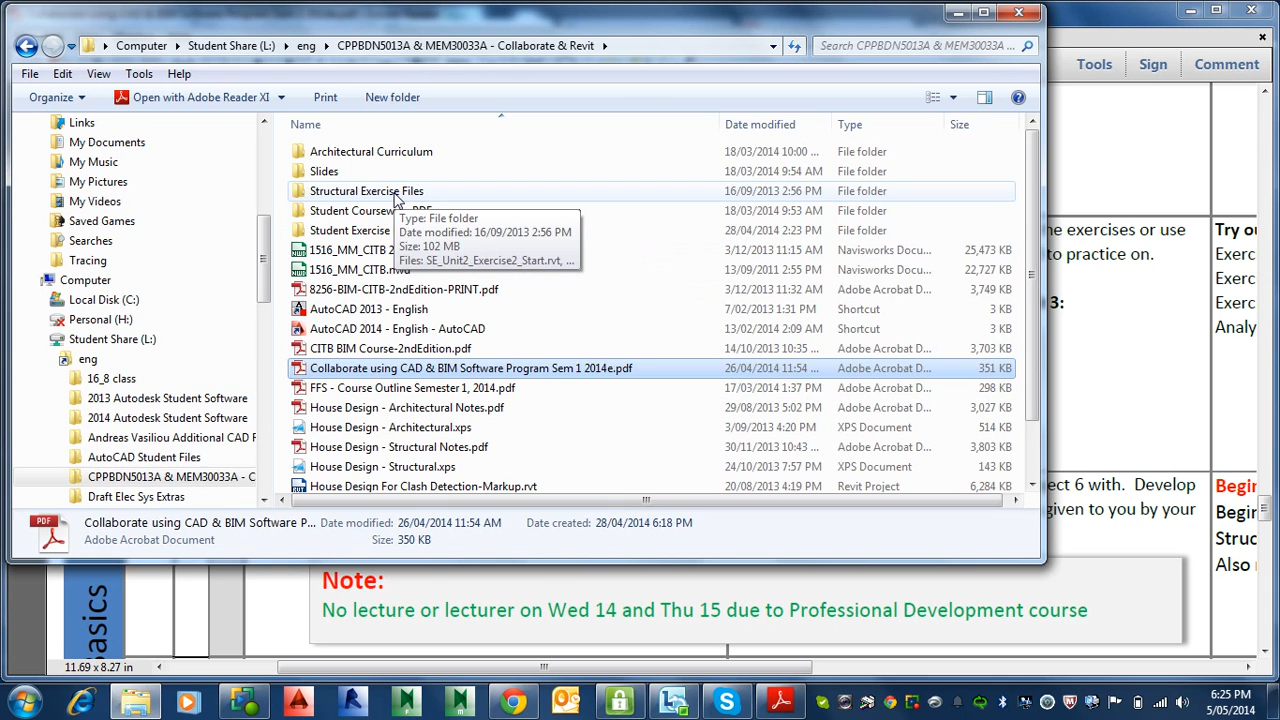 Computer ▸ Student Share (L:) ▸ eng ▸ CPPBDN5013A & MEM30033A - Collaborate & Revit ▸
Search CPPBDN5013A & MEM30033A ...
File Edit View Tools Help
Organize Open with Adobe Reader XI Print New folder
Tools Sign Comment
Name Date modified Type Size
Links
My Documents
My Music
My Pictures
My Videos
Saved Games
Searches
Tracing
Computer
Local Disk (C:)
Personal (H:)
Student Share (L:)
eng
16_8 class
2013 Autodesk Student Software
2014 Autodesk Student Software
Andreas Vasiliou Additional CAD F
AutoCAD Student Files
CPPBDN5013A & MEM30033A - C
Draft Elec Sys Extras
Architectural Curriculum 18/03/2014 10:00 ... File folder
Slides 18/03/2014 9:54 AM File folder
Structural Exercise Files 16/09/2013 2:56 PM File folder
Student Coursew 18/03/2014 9:53 AM File folder
Student Exercise 28/04/2014 2:23 PM File folder
1516_MM_CITB 2 3/12/2013 11:15 AM Navisworks Docu... 25,473 KB
1516_MM_CITB.nwd 13/09/2011 2:55 PM Navisworks Docu... 22,727 KB
8256-BIM-CITB-2ndEdition-PRINT.pdf 3/12/2013 11:32 AM Adobe Acrobat D... 3,749 KB
AutoCAD 2013 - English 7/02/2013 1:31 PM Shortcut 3 KB
AutoCAD 2014 - English - AutoCAD 13/02/2014 2:09 AM Shortcut 3 KB
CITB BIM Course-2ndEdition.pdf 14/10/2013 10:35 ... Adobe Acrobat D... 3,703 KB
Collaborate using CAD & BIM Software Program Sem 1 2014e.pdf 26/04/2014 11:54 ... Adobe Acrobat D... 351 KB
FFS - Course Outline Semester 1, 2014.pdf 17/03/2014 1:37 PM Adobe Acrobat D... 298 KB
House Design - Architectural Notes.pdf 29/08/2013 5:02 PM Adobe Acrobat D... 3,027 KB
House Design - Architectural.xps 3/09/2013 4:20 PM XPS Document 514 KB
House Design - Structural Notes.pdf 30/11/2013 10:43 ... Adobe Acrobat D... 3,803 KB
House Design - Structural.xps 24/10/2013 7:57 PM XPS Document 143 KB
House Design For Clash Detection-Markup.rvt 20/08/2013 4:19 PM Revit Project 6,284 KB
Type: File folder
Date modified: 16/09/2013 2:56 PM
Size: 102 MB
Files: SE_Unit2_Exercise2_Start.rvt, ...
PDF Collaborate using CAD & BIM Software P... Date modified: 26/04/2014 11:54 AM Date created: 28/04/2014 6:18 PM
Adobe Acrobat Document Size: 350 KB
he exercises or use Try ou
to practice on. Exerc
Exerc
3: Exerc
Analy
ect 6 with. Develop Begin
given to you by your Begin
Struc
Also r
Note:
No lecture or lecturer on Wed 14 and Thu 15 due to Professional Development course
asics
11.69 x 8.27 in
6:25 PM
5/05/2014